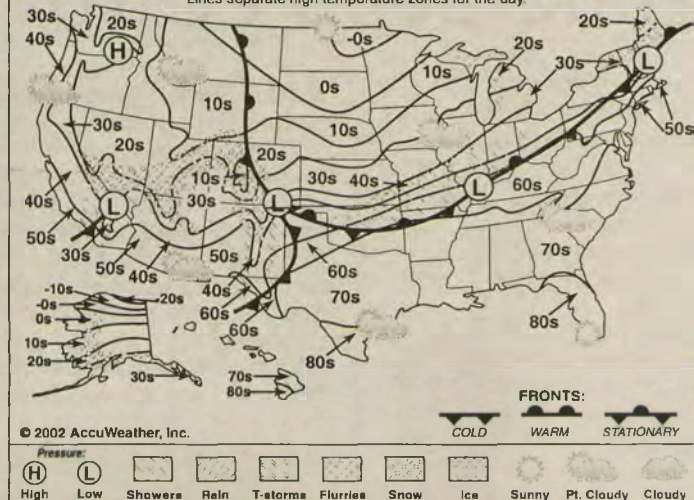 Lines separate high temperature zones for the day.
30s
20s
40s
-0s
20s
H
10s
20s
30s
L
0s
10s
50s
30s
20s
10s
20s
10s
30s
40s
30s
60s
40s
L
L
L
50s
30s
50s
40s
50s
40s
60s
60s
60s
70s
70s
80s
80s
-10s
-20s
-0s
0s
10s
20s
30s
70s
80s
FRONTS:
© 2002 AccuWeather, Inc.
COLD WARM STATIONARY
Pressure:
H L
High Low Showers Rain T-storms Flurries Snow Ice Sunny Pt. Cloudy Cloudy